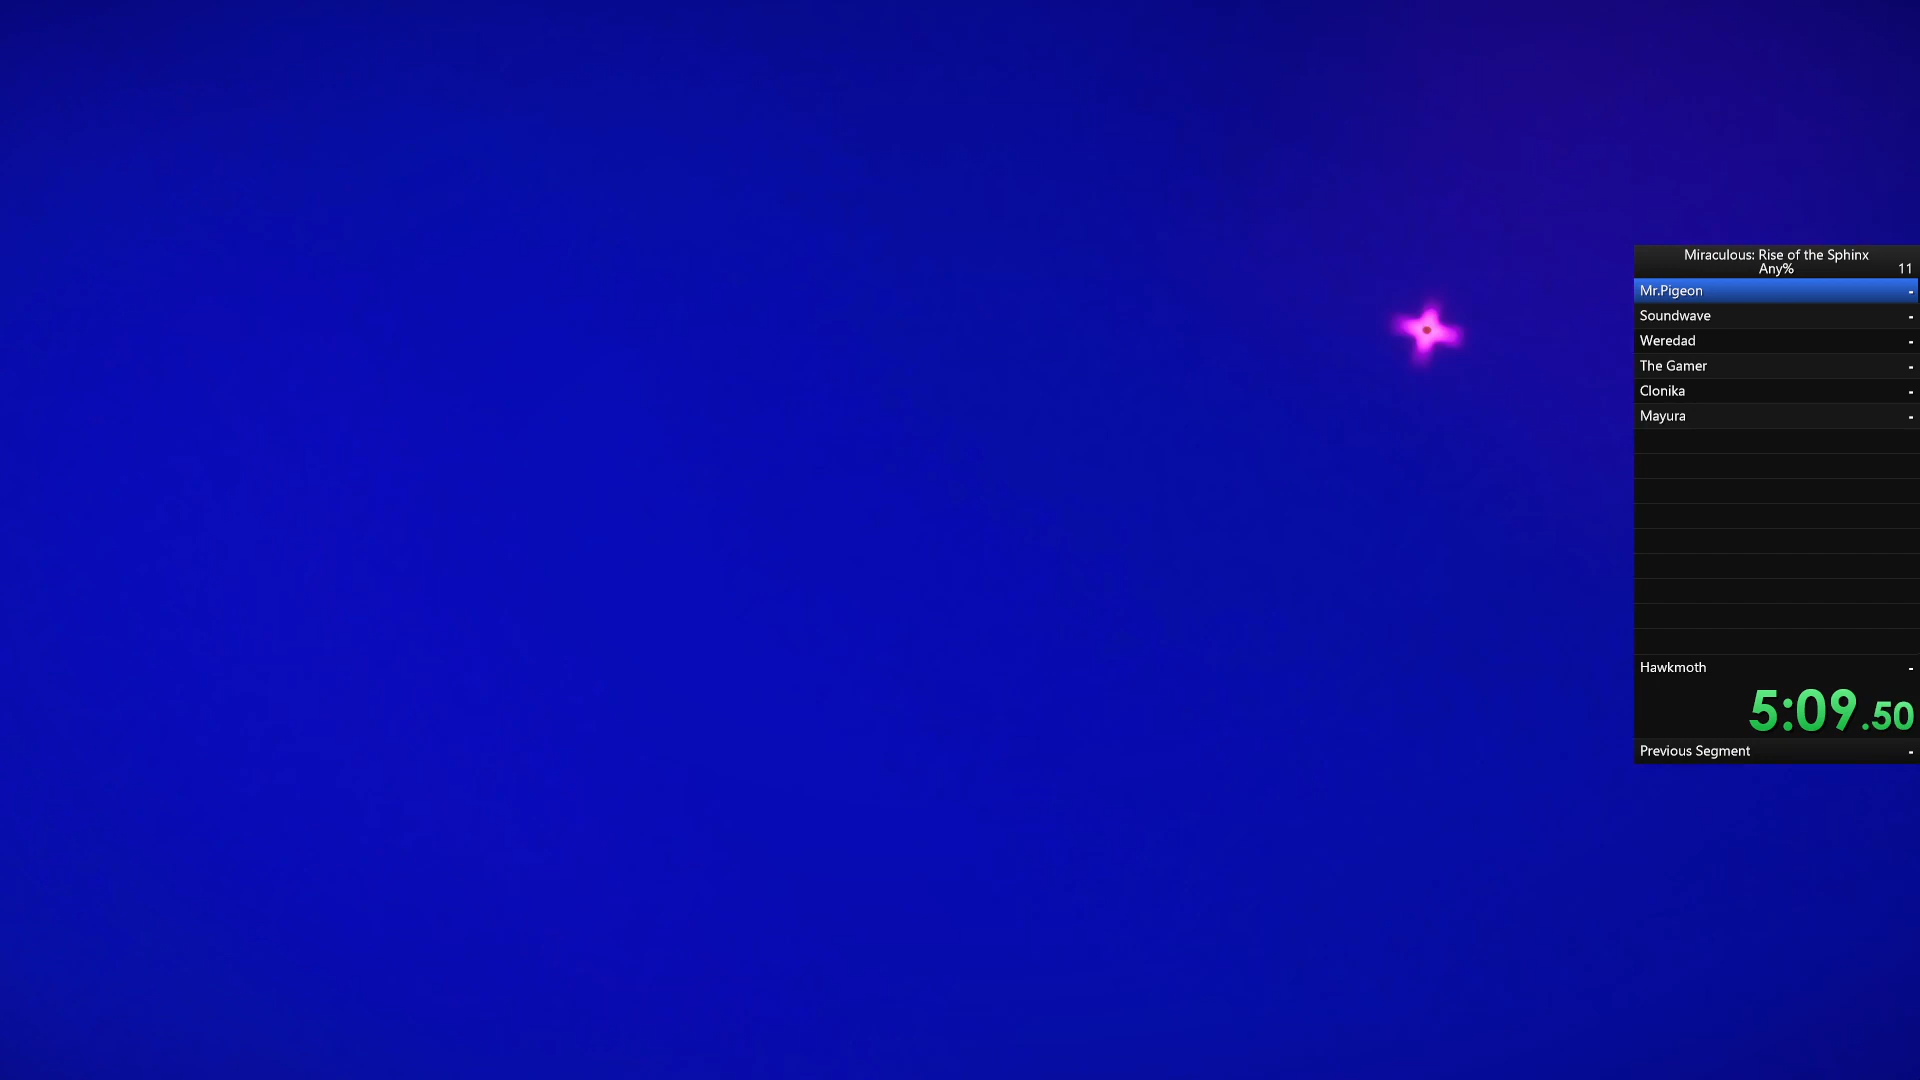 Miraculous: Rise of the Sphinx
Any% 11
Mr.Pigeon -
Soundwave -
Weredad -
The Gamer -
Clonika -
Mayura -
Hawkmoth -
5:09.50
Previous Segment -